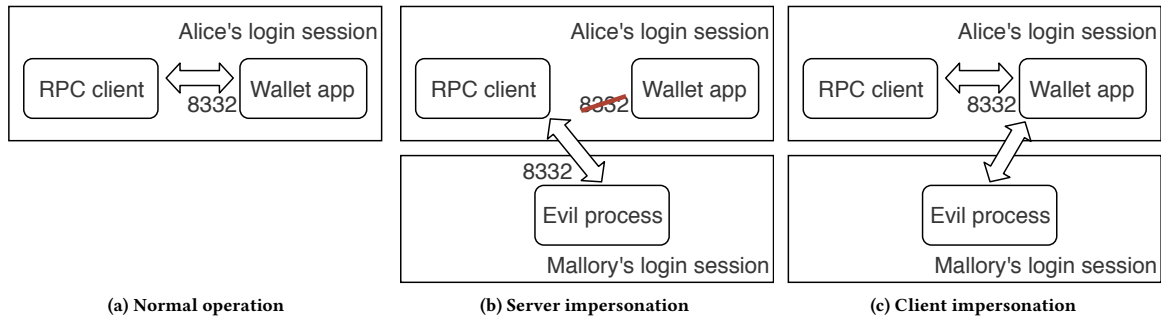 Alice's login session
RPC client
Wallet app
8332
(a) Normal operation
Alice's login session
RPC client
Wallet app
8332
8332
Evil process
Mallory's login session
(b) Server impersonation
Alice's login session
RPC client
Wallet app
8332
Evil process
Mallory's login session
(c) Client impersonation